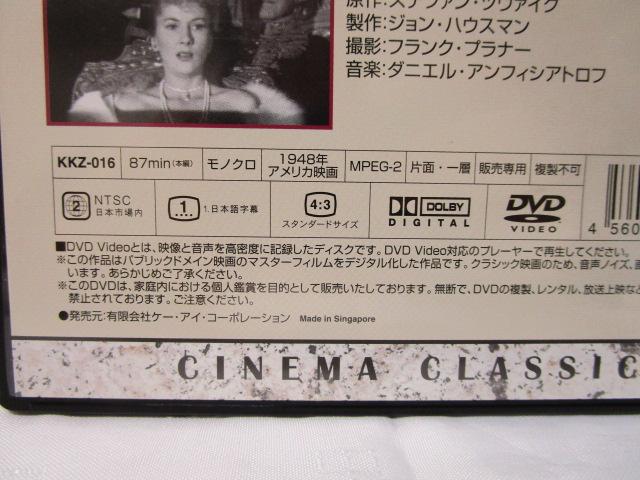 原作：ステファン・ツヴァイク
製作：ジョン・ハウスマン
撮影：フランク・プラナー
音楽：ダニエル・アンフィシアトロフ
KKZ-016 87min(本編) モノクロ 1948年 アメリカ映画 MPEG-2 片面・一層 販売専用 複製不可
2 NTSC 日本市場内 1. 1.日本語字幕 4:3 スタンダードサイズ DOLBY DIGITAL DVD VIDEO
4 560
■DVD Videoとは、映像と音声を高密度に記録したディスクです。DVD Video対応のプレーヤーで再生してください。
※この作品はパブリックドメイン映画のマスターフィルムをデジタル化した作品です。クラシック映画のため、音声ノイズ、
います。あらかじめご了承ください。
※このDVDは、家庭内における個人鑑賞を目的として販売いたしております。無断で、DVDの複製、レンタル、放送上映など
禁止されております。ご注意ください。
●発売元：有限会社ケー・アイ・コーポレーション Made in Singapore
CINEMA CLASSIC